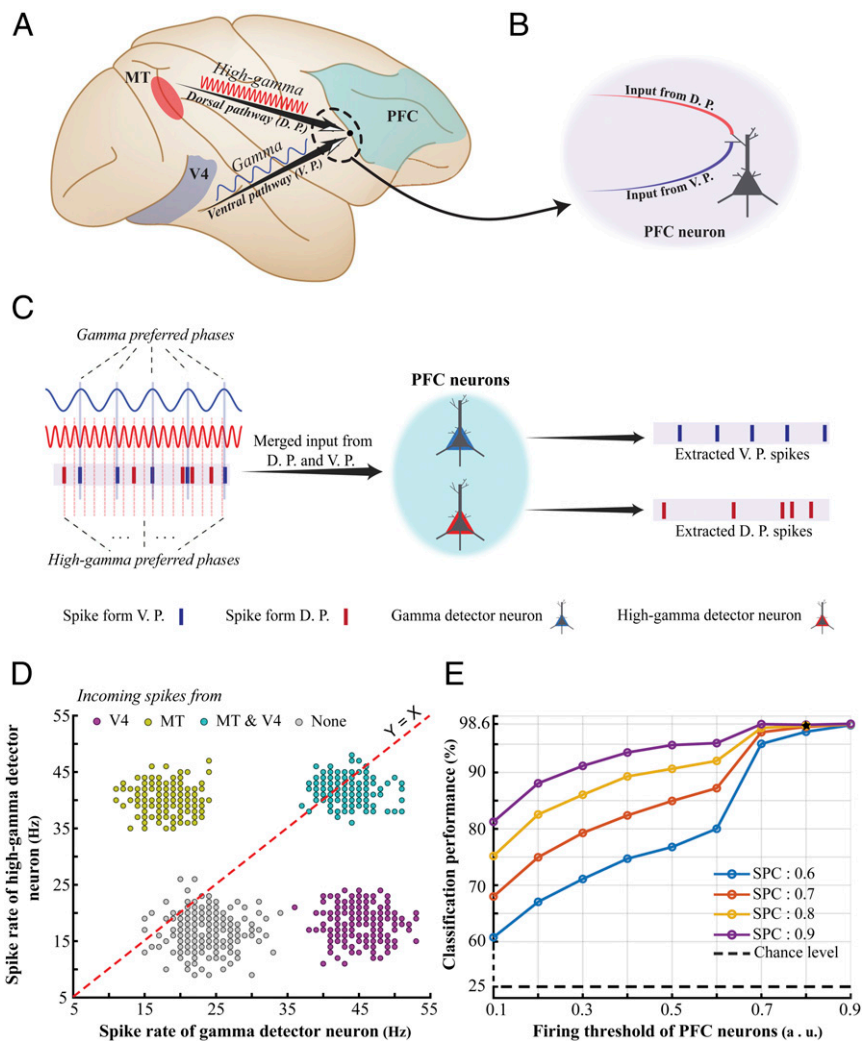 A
B
MT
High-gamma
Dorsal pathway (D. P.)
PFC
V4
Gamma
Ventral pathway (V. P.)
Input from D. P.
Input from V. P.
PFC neuron
C
Gamma preferred phases
Merged input from
D. P. and V. P.
High-gamma preferred phases
... ...
PFC neurons
Extracted V. P. spikes
Extracted D. P. spikes
Spike form V. P.
Spike form D. P.
Gamma detector neuron
High-gamma detector neuron
D
Incoming spikes from
V4
MT
MT & V4
None
Y = X
55
45
35
25
15
5
5
15
25
35
45
55
Spike rate of high-gamma detector
neuron (Hz)
Spike rate of gamma detector neuron (Hz)
E
98.6
90
80
70
60
25
0.1
0.3
0.5
0.7
0.9
Classification performance (%)
Firing threshold of PFC neurons (a . u.)
SPC : 0.6
SPC : 0.7
SPC : 0.8
SPC : 0.9
Chance level